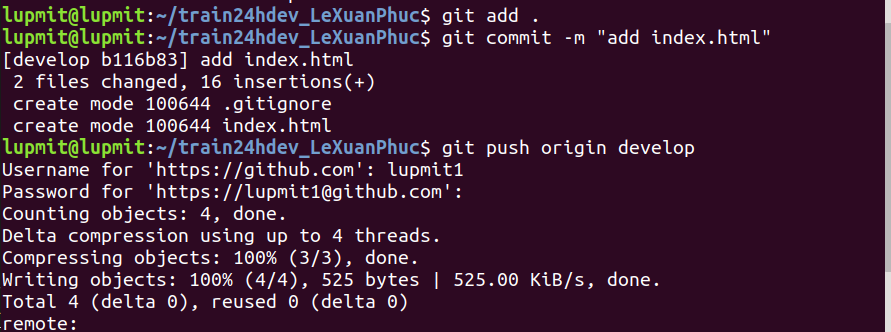 lupmit@lupmit:~/train24hdev_LeXuanPhuc$ git add .
lupmit@lupmit:~/train24hdev_LeXuanPhuc$ git commit -m "add index.html"
[develop b116b83] add index.html
 2 files changed, 16 insertions(+)
 create mode 100644 .gitignore
 create mode 100644 index.html
lupmit@lupmit:~/train24hdev_LeXuanPhuc$ git push origin develop
Username for 'https://github.com': lupmit1
Password for 'https://lupmit1@github.com':
Counting objects: 4, done.
Delta compression using up to 4 threads.
Compressing objects: 100% (3/3), done.
Writing objects: 100% (4/4), 525 bytes | 525.00 KiB/s, done.
Total 4 (delta 0), reused 0 (delta 0)
remote: